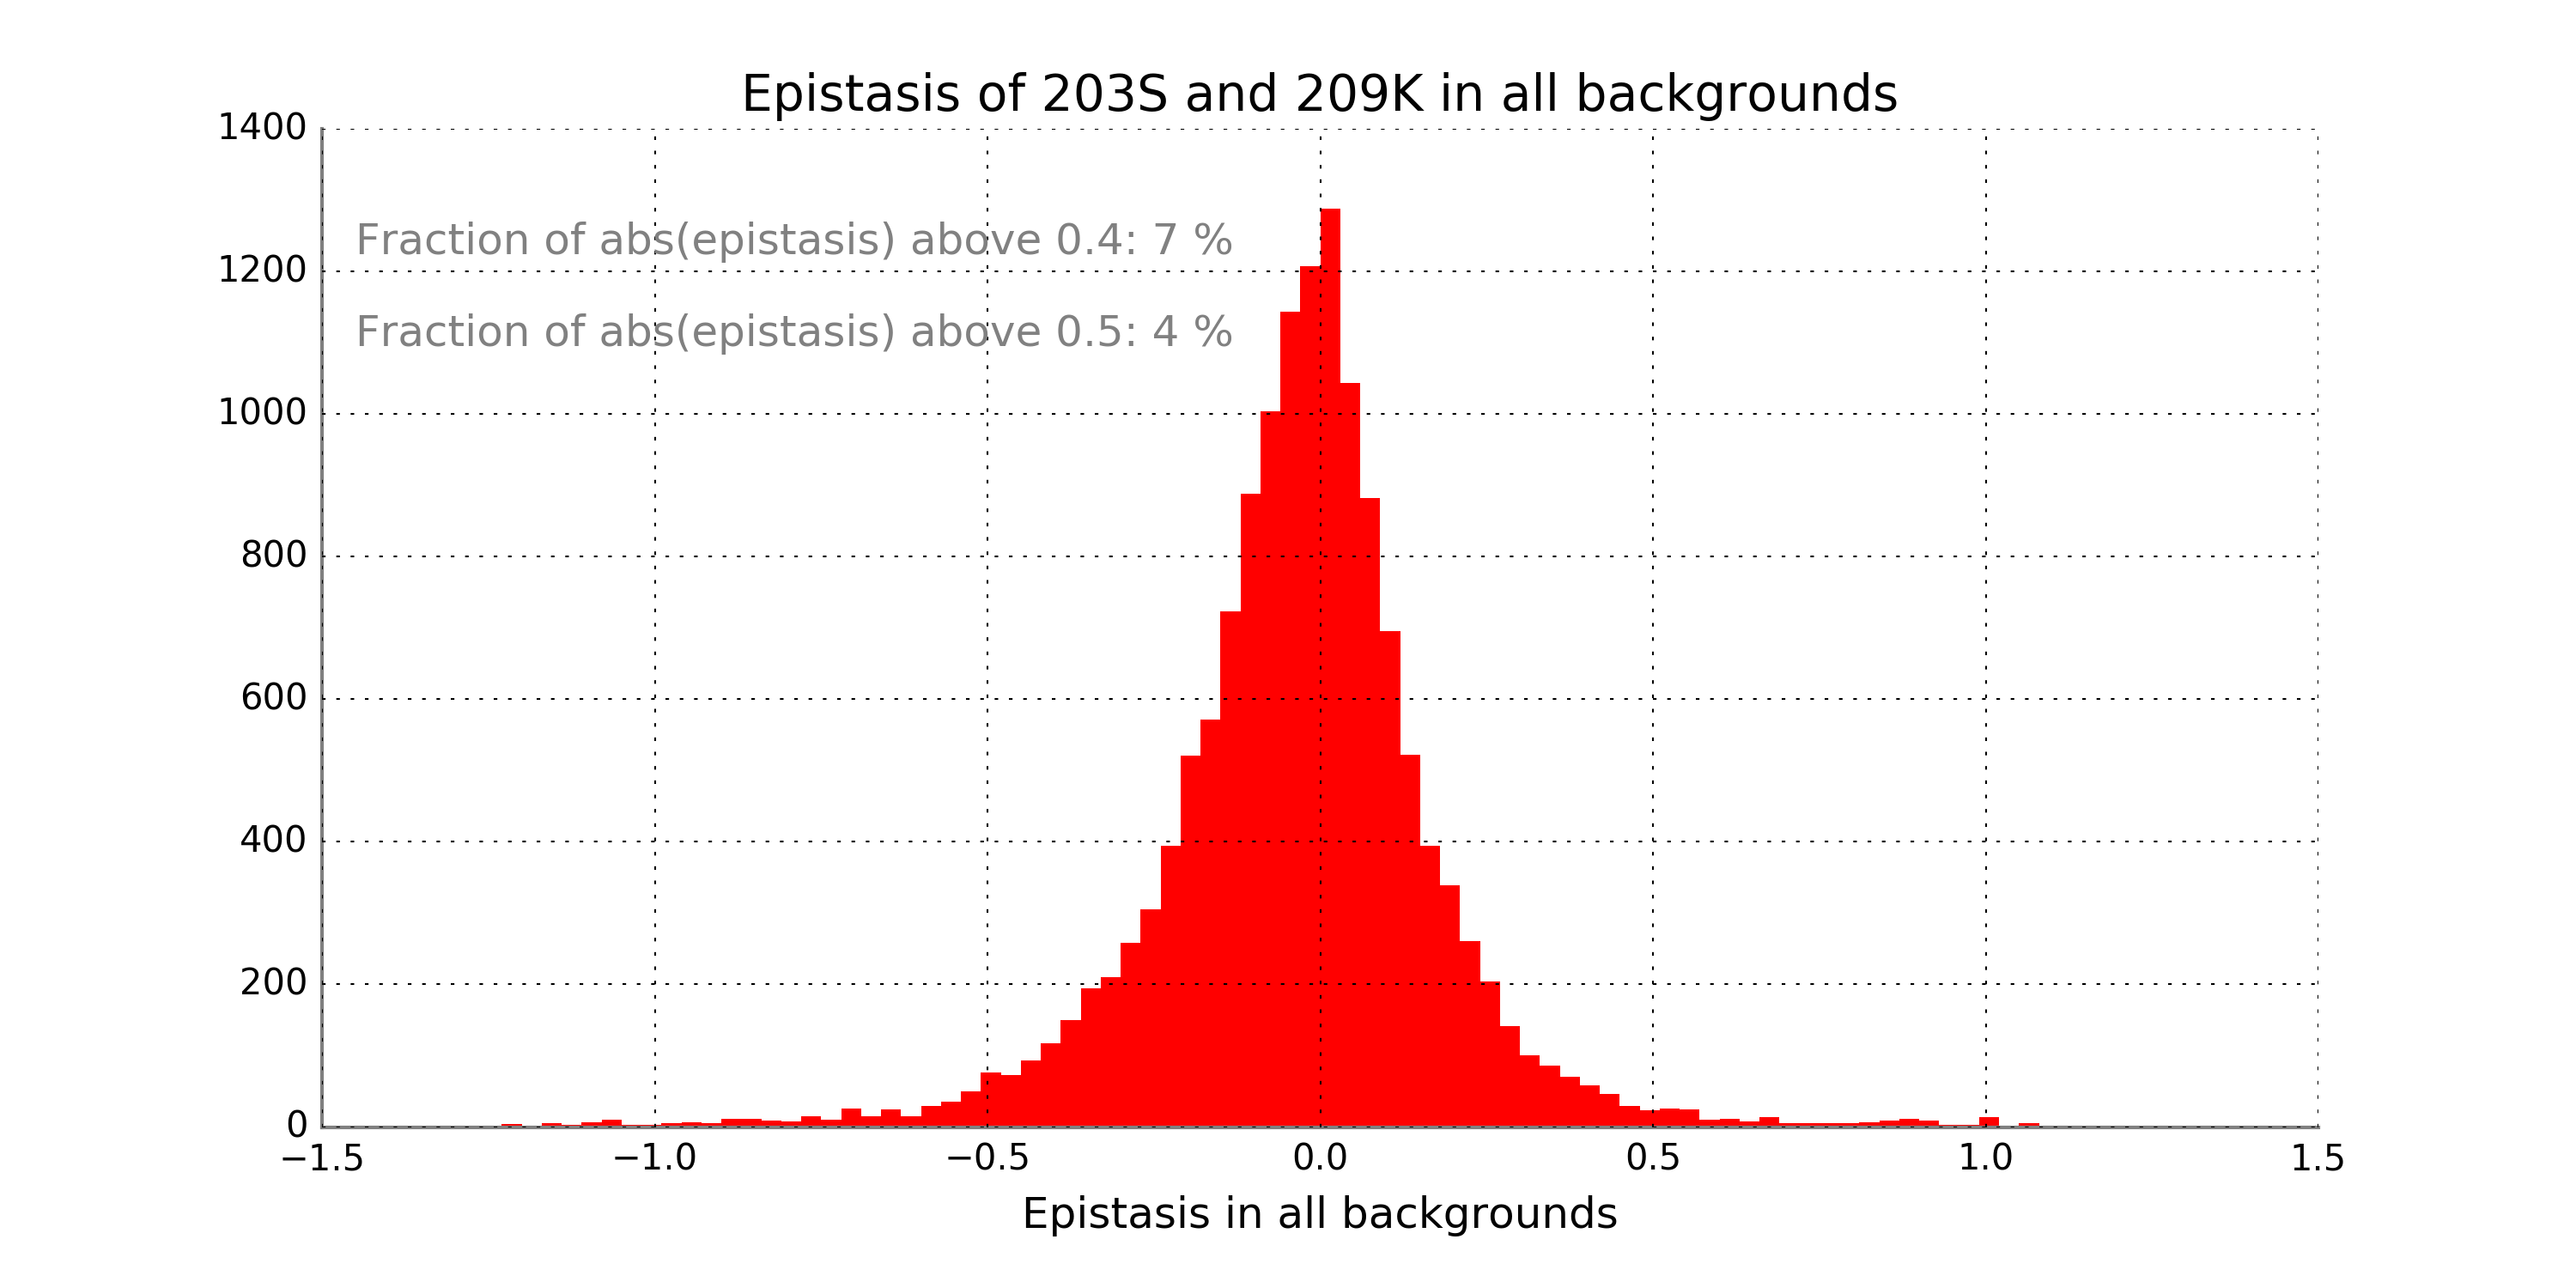 Epistasis of 203S and 209K in all backgrounds
1400
Fraction of abs(epistasis) above 0.4: 7 %
1200
Fraction of abs(epistasis) above 0.5: 4 %
1000
800
600
400
200
0
−1.5 −1.0 −0.5 0.0 0.5 1.0 1.5
Epistasis in all backgrounds